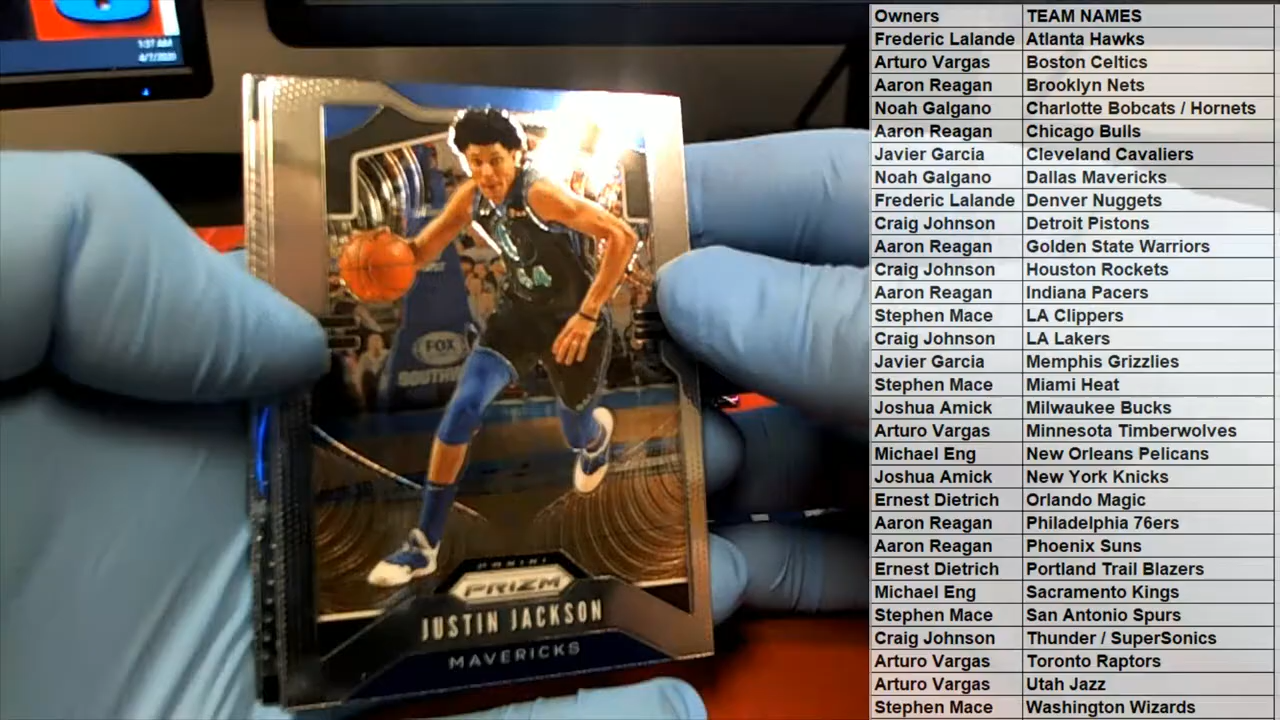 1:37 AM
4/7/2020
FOX
PANINI
PRIZM
JUSTIN JACKSON
MAVERICKS
Owners TEAM NAMES
Frederic Lalande Atlanta Hawks
Arturo Vargas Boston Celtics
Aaron Reagan Brooklyn Nets
Noah Galgano Charlotte Bobcats / Hornets
Aaron Reagan Chicago Bulls
Javier Garcia Cleveland Cavaliers
Noah Galgano Dallas Mavericks
Frederic Lalande Denver Nuggets
Craig Johnson Detroit Pistons
Aaron Reagan Golden State Warriors
Craig Johnson Houston Rockets
Aaron Reagan Indiana Pacers
Stephen Mace LA Clippers
Craig Johnson LA Lakers
Javier Garcia Memphis Grizzlies
Stephen Mace Miami Heat
Joshua Amick Milwaukee Bucks
Arturo Vargas Minnesota Timberwolves
Michael Eng New Orleans Pelicans
Joshua Amick New York Knicks
Ernest Dietrich Orlando Magic
Aaron Reagan Philadelphia 76ers
Aaron Reagan Phoenix Suns
Ernest Dietrich Portland Trail Blazers
Michael Eng Sacramento Kings
Stephen Mace San Antonio Spurs
Craig Johnson Thunder / SuperSonics
Arturo Vargas Toronto Raptors
Arturo Vargas Utah Jazz
Stephen Mace Washington Wizards